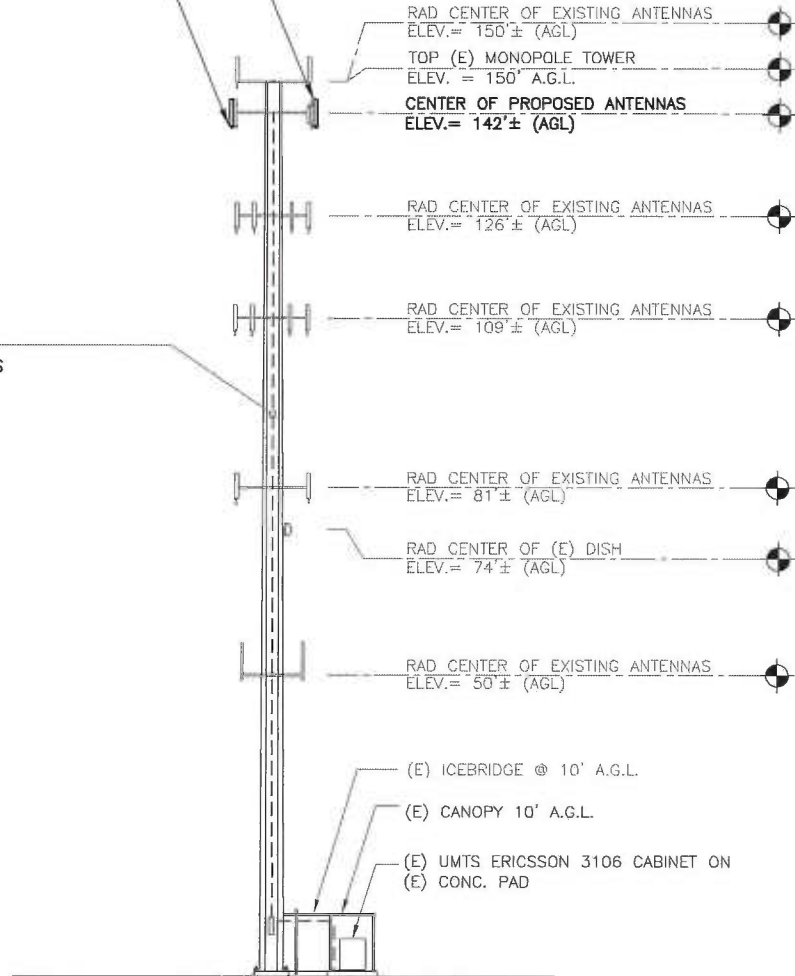 RAD CENTER OF EXISTING ANTENNAS
ELEV.= 150'± (AGL)
TOP (E) MONOPOLE TOWER
ELEV. = 150' A.G.L.
CENTER OF PROPOSED ANTENNAS
ELEV.= 142'± (AGL)
RAD CENTER OF EXISTING ANTENNAS
ELEV.= 126'± (AGL)
RAD CENTER OF EXISTING ANTENNAS
ELEV.= 109'± (AGL)
S
RAD CENTER OF EXISTING ANTENNAS
ELEV.= 81'± (AGL)
RAD CENTER OF (E) DISH
ELEV.= 74'± (AGL)
RAD CENTER OF EXISTING ANTENNAS
ELEV.= 50'± (AGL)
(E) ICEBRIDGE @ 10' A.G.L.
(E) CANOPY 10' A.G.L.
(E) UMTS ERICSSON 3106 CABINET ON
(E) CONC. PAD